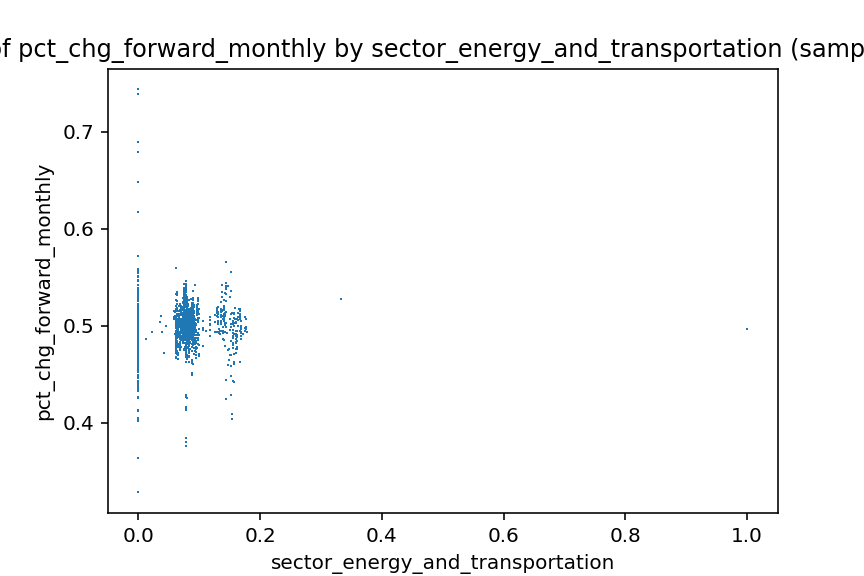 of pct_chg_forward_monthly by sector_energy_and_transportation (samp
0.7
0.6
0.5
0.4
pct_chg_forward_monthly
0.0 0.2 0.4 0.6 0.8 1.0
sector_energy_and_transportation